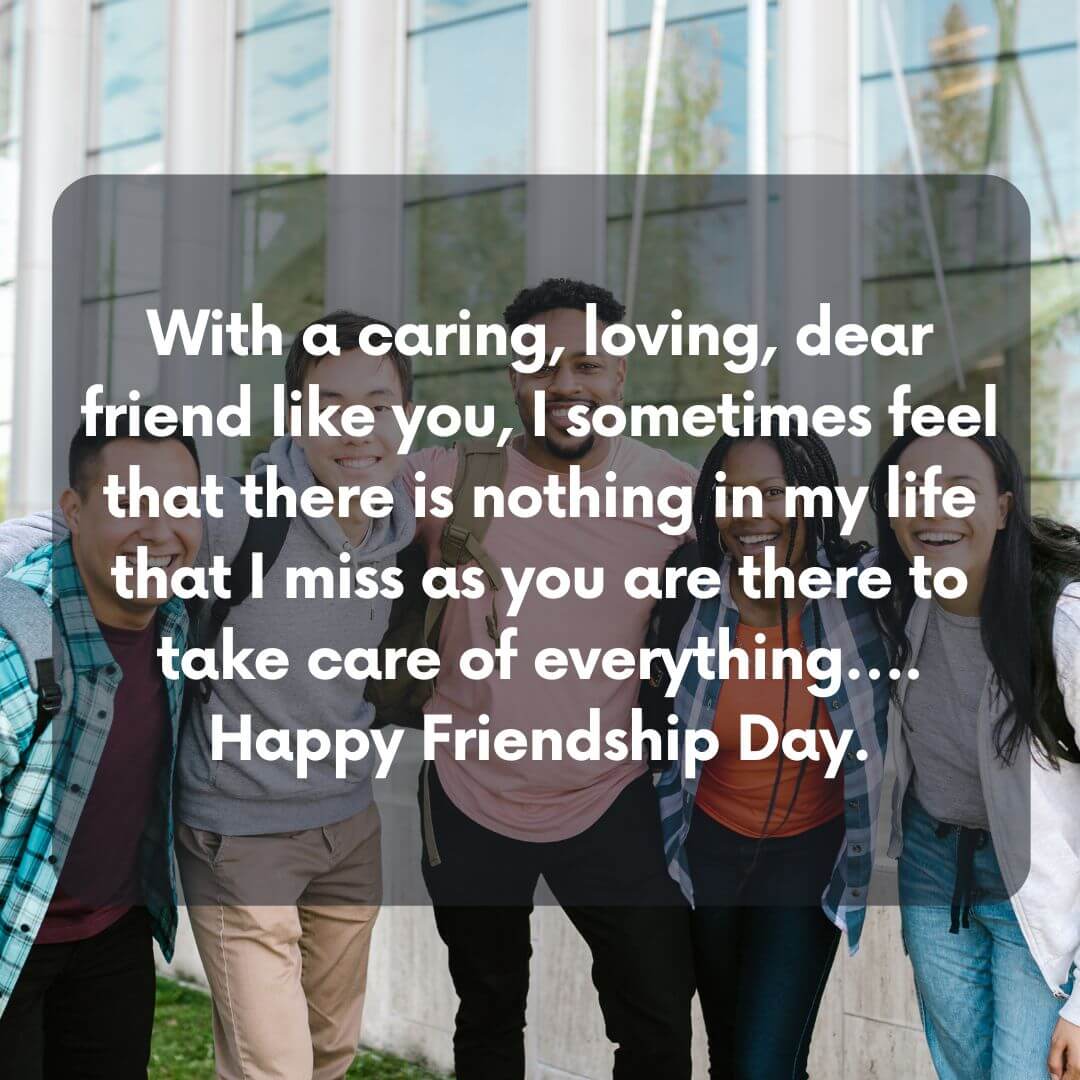 With a caring, loving, dear
friend like you, I sometimes feel
that there is nothing in my life
that I miss as you are there to
take care of everything....
Happy Friendship Day.